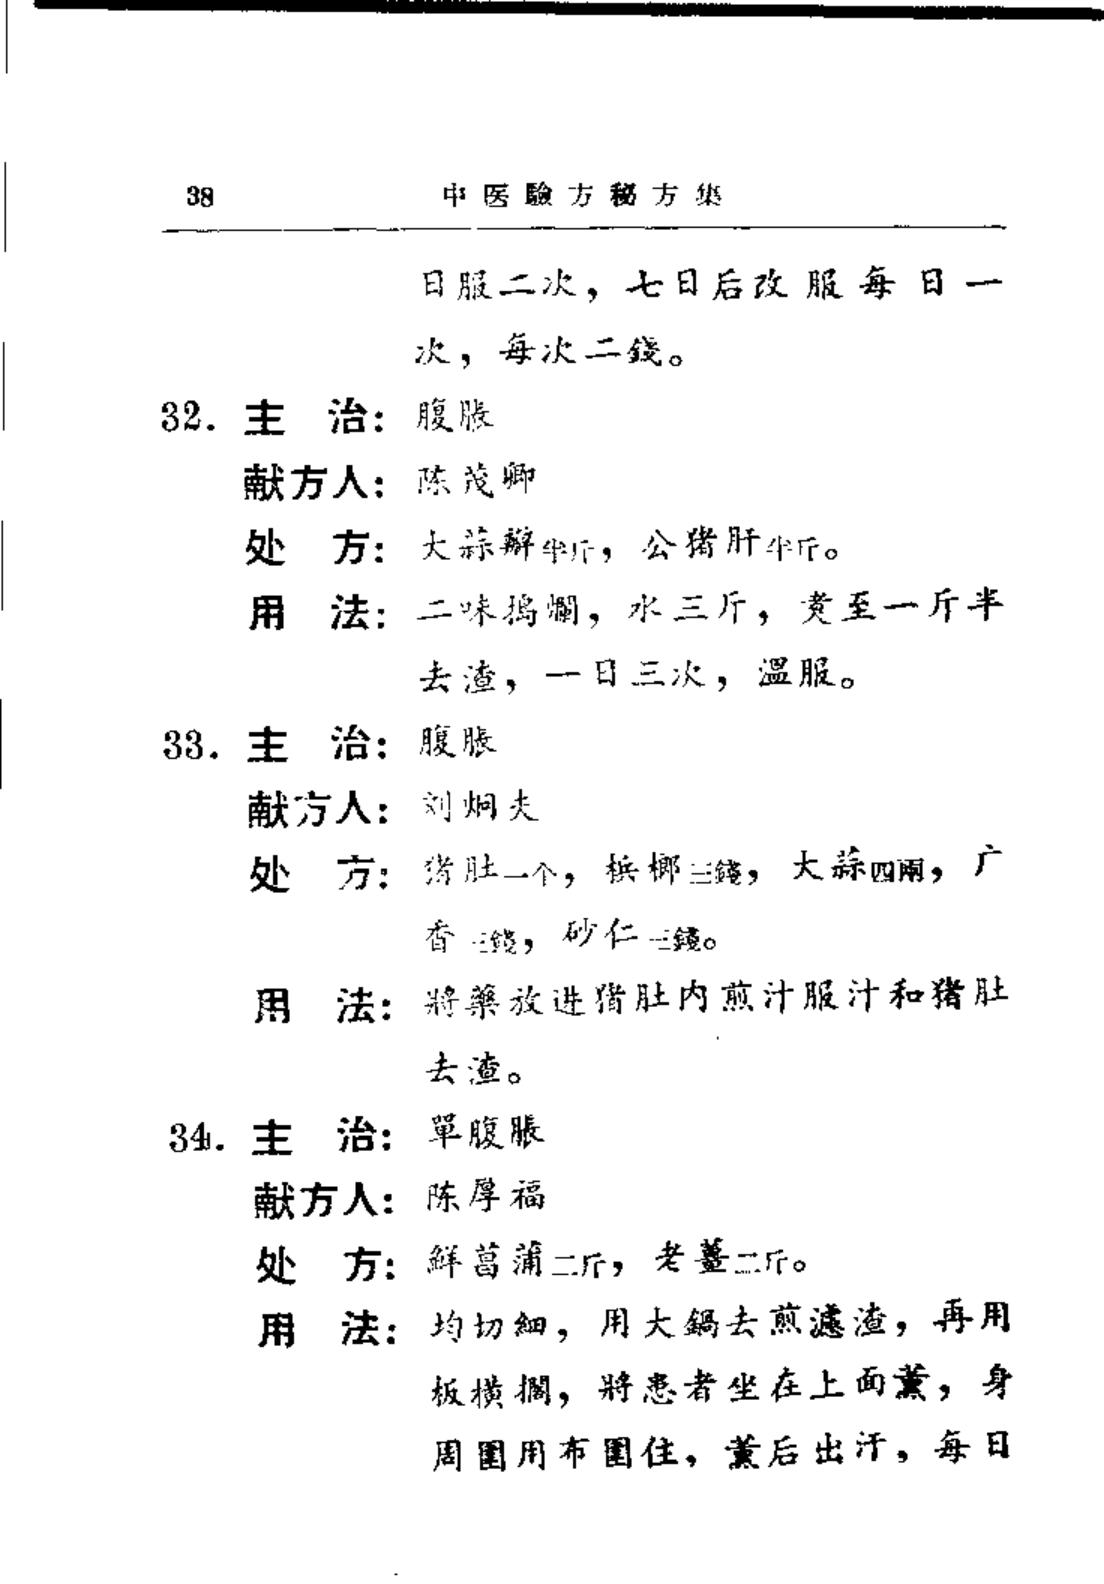 38 中医驗方秘方集
日服二次，七日后改服每日一
次，每次二錢。
32. 主 治：腹脹
献方人：陈茂卿
处 方：大蒜瓣半斤，公猪肝半斤。
用 法：二味搗爛，水三斤，煑至一斤半
去渣，一日三次，溫服。
33. 主 治：腹脹
献方人：刘炯夫
处 方：猪肚一个，梹榔三錢，大蒜四兩，广
香三錢，砂仁三錢。
用 法：將藥放进猪肚内煎汁服汁和猪肚
去渣。
34. 主 治：單腹脹
献方人：陈厚福
处 方：鮮菖蒲二斤，老薑二斤。
用 法：均切細，用大鍋去煎濾渣，再用
板横擱，將患者坐在上面薰，身
周圍用布圍住，薰后出汗，每日